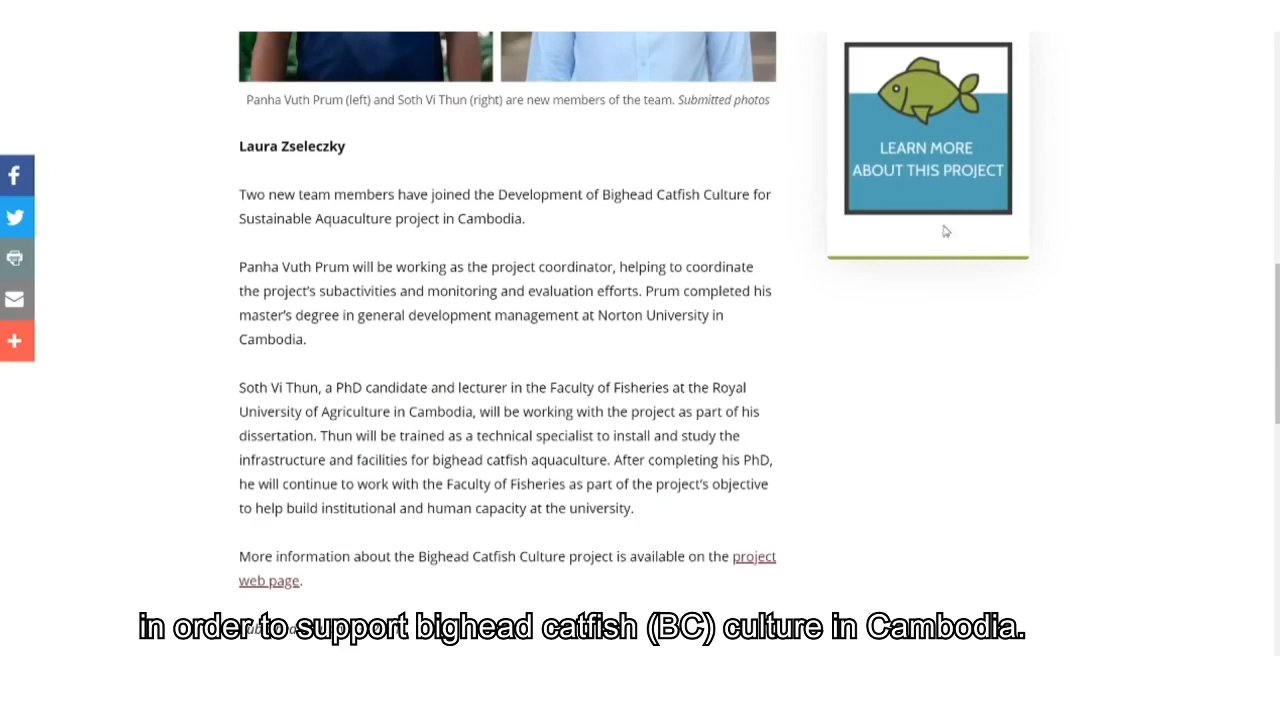 Panha Vuth Prum (left) and Soth Vi Thun (right) are new members of the team. Submitted photos
LEARN MORE
ABOUT THIS PROJECT
Laura Zseleczky
Two new team members have joined the Development of Bighead Catfish Culture for
Sustainable Aquaculture project in Cambodia.
Panha Vuth Prum will be working as the project coordinator, helping to coordinate
the project's subactivities and monitoring and evaluation efforts. Prum completed his
master's degree in general development management at Norton University in
Cambodia.
Soth Vi Thun, a PhD candidate and lecturer in the Faculty of Fisheries at the Royal
University of Agriculture in Cambodia, will be working with the project as part of his
dissertation. Thun will be trained as a technical specialist to install and study the
infrastructure and facilities for bighead catfish aquaculture. After completing his PhD,
he will continue to work with the Faculty of Fisheries as part of the project's objective
to help build institutional and human capacity at the university.
More information about the Bighead Catfish Culture project is available on the project
web page.
in order to support bighead catfish (BC) culture in Cambodia.